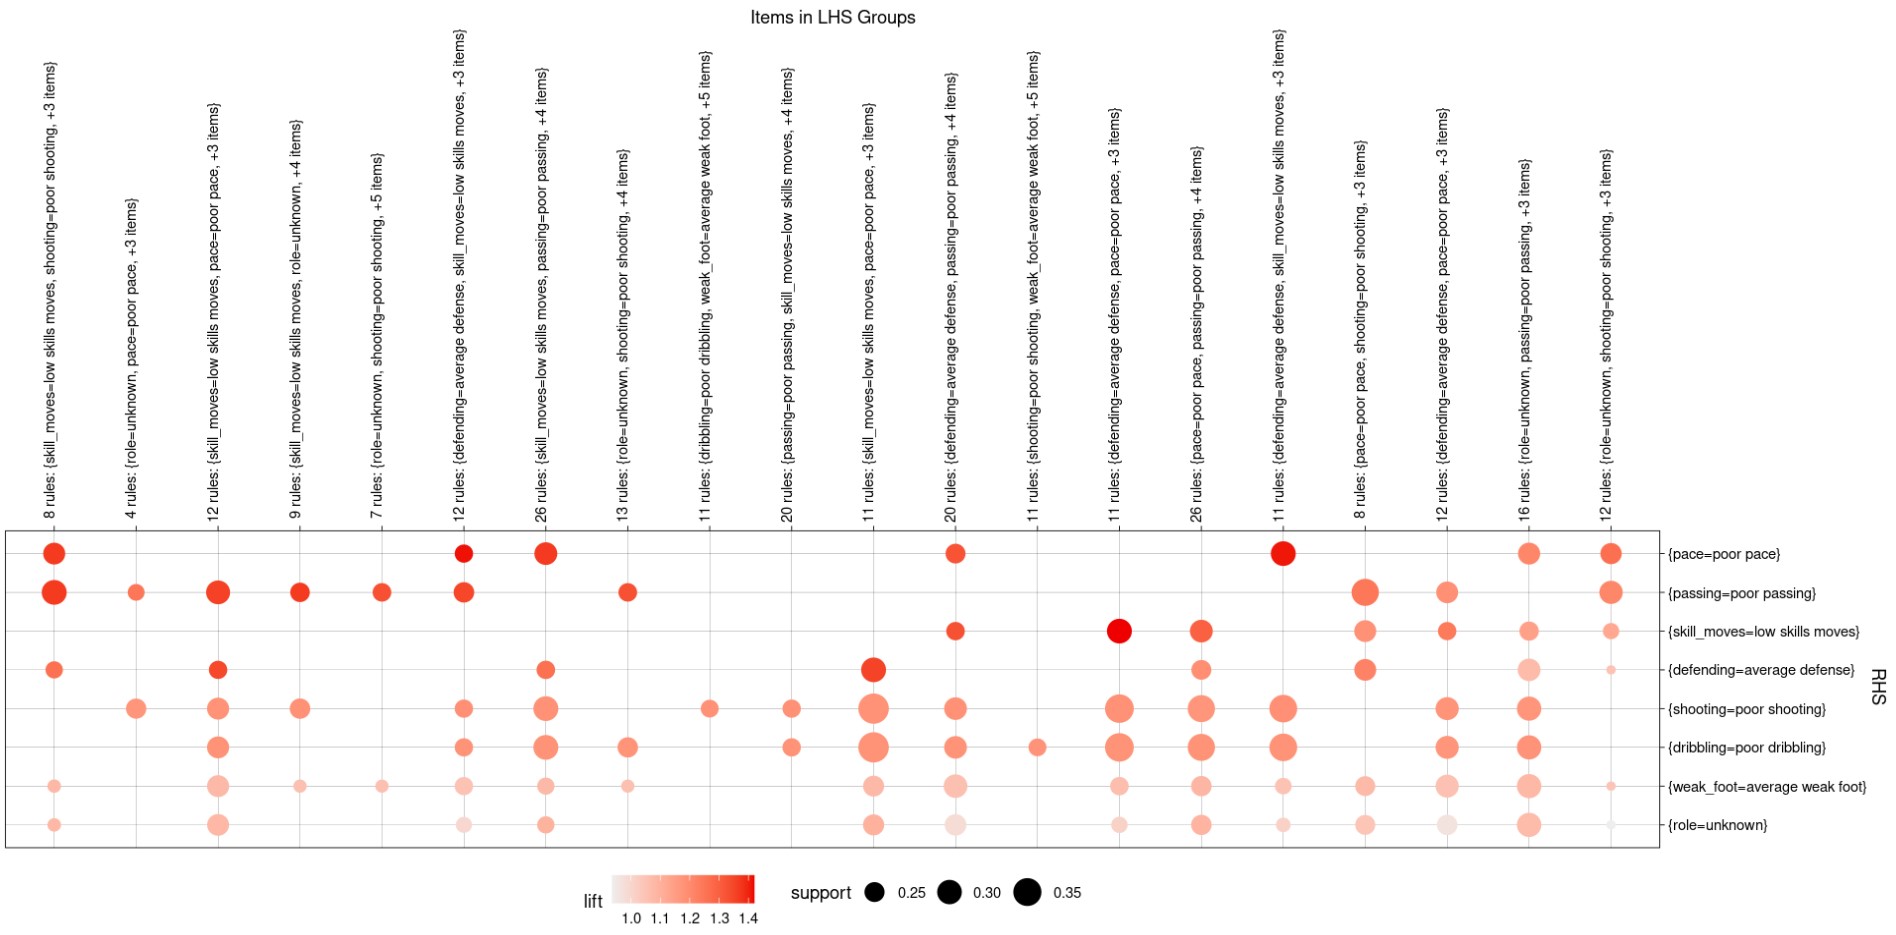 Items in LHS Groups
8 rules: {skill_moves=low skills moves, shooting=poor shooting, +3 items}
4 rules: {role=unknown, pace=poor pace, +3 items}
12 rules: {skill_moves=low skills moves, pace=poor pace, +3 items}
9 rules: {skill_moves=low skills moves, role=unknown, +4 items}
7 rules: {role=unknown, shooting=poor shooting, +5 items}
12 rules: {defending=average defense, skill_moves=low skills moves, +3 items}
26 rules: {skill_moves=low skills moves, passing=poor passing, +4 items}
13 rules: {role=unknown, shooting=poor shooting, +4 items}
11 rules: {dribbling=poor dribbling, weak_foot=average weak foot, +5 items}
20 rules: {passing=poor passing, skill_moves=low skills moves, +4 items}
11 rules: {skill_moves=low skills moves, pace=poor pace, +3 items}
20 rules: {defending=average defense, passing=poor passing, +4 items}
11 rules: {shooting=poor shooting, weak_foot=average weak foot, +5 items}
11 rules: {defending=average defense, pace=poor pace, +3 items}
26 rules: {pace=poor pace, passing=poor passing, +4 items}
11 rules: {defending=average defense, skill_moves=low skills moves, +3 items}
8 rules: {pace=poor pace, shooting=poor shooting, +3 items}
12 rules: {defending=average defense, pace=poor pace, +3 items}
16 rules: {role=unknown, passing=poor passing, +3 items}
12 rules: {role=unknown, shooting=poor shooting, +3 items}
{pace=poor pace}
{passing=poor passing}
{skill_moves=low skills moves}
{defending=average defense}
{shooting=poor shooting}
{dribbling=poor dribbling}
{weak_foot=average weak foot}
{role=unknown}
RHS
lift
1.0 1.1 1.2 1.3 1.4
support 0.25 0.30 0.35